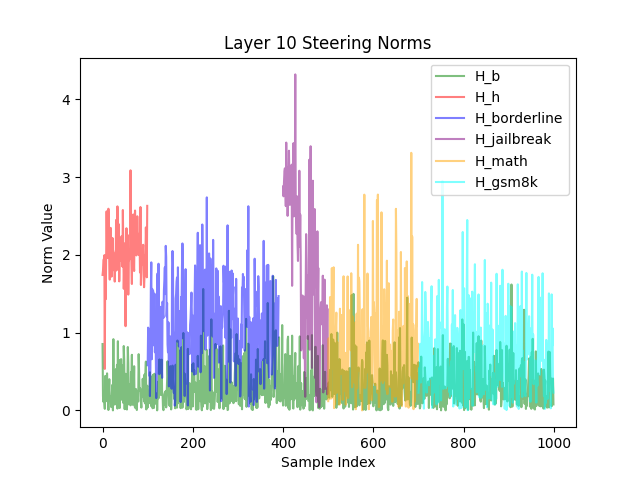 Layer 10 Steering Norms
H_b
H_h
H_borderline
H_jailbreak
H_math
H_gsm8k
Norm Value
4
3
2
1
0
0 200 400 600 800 1000
Sample Index